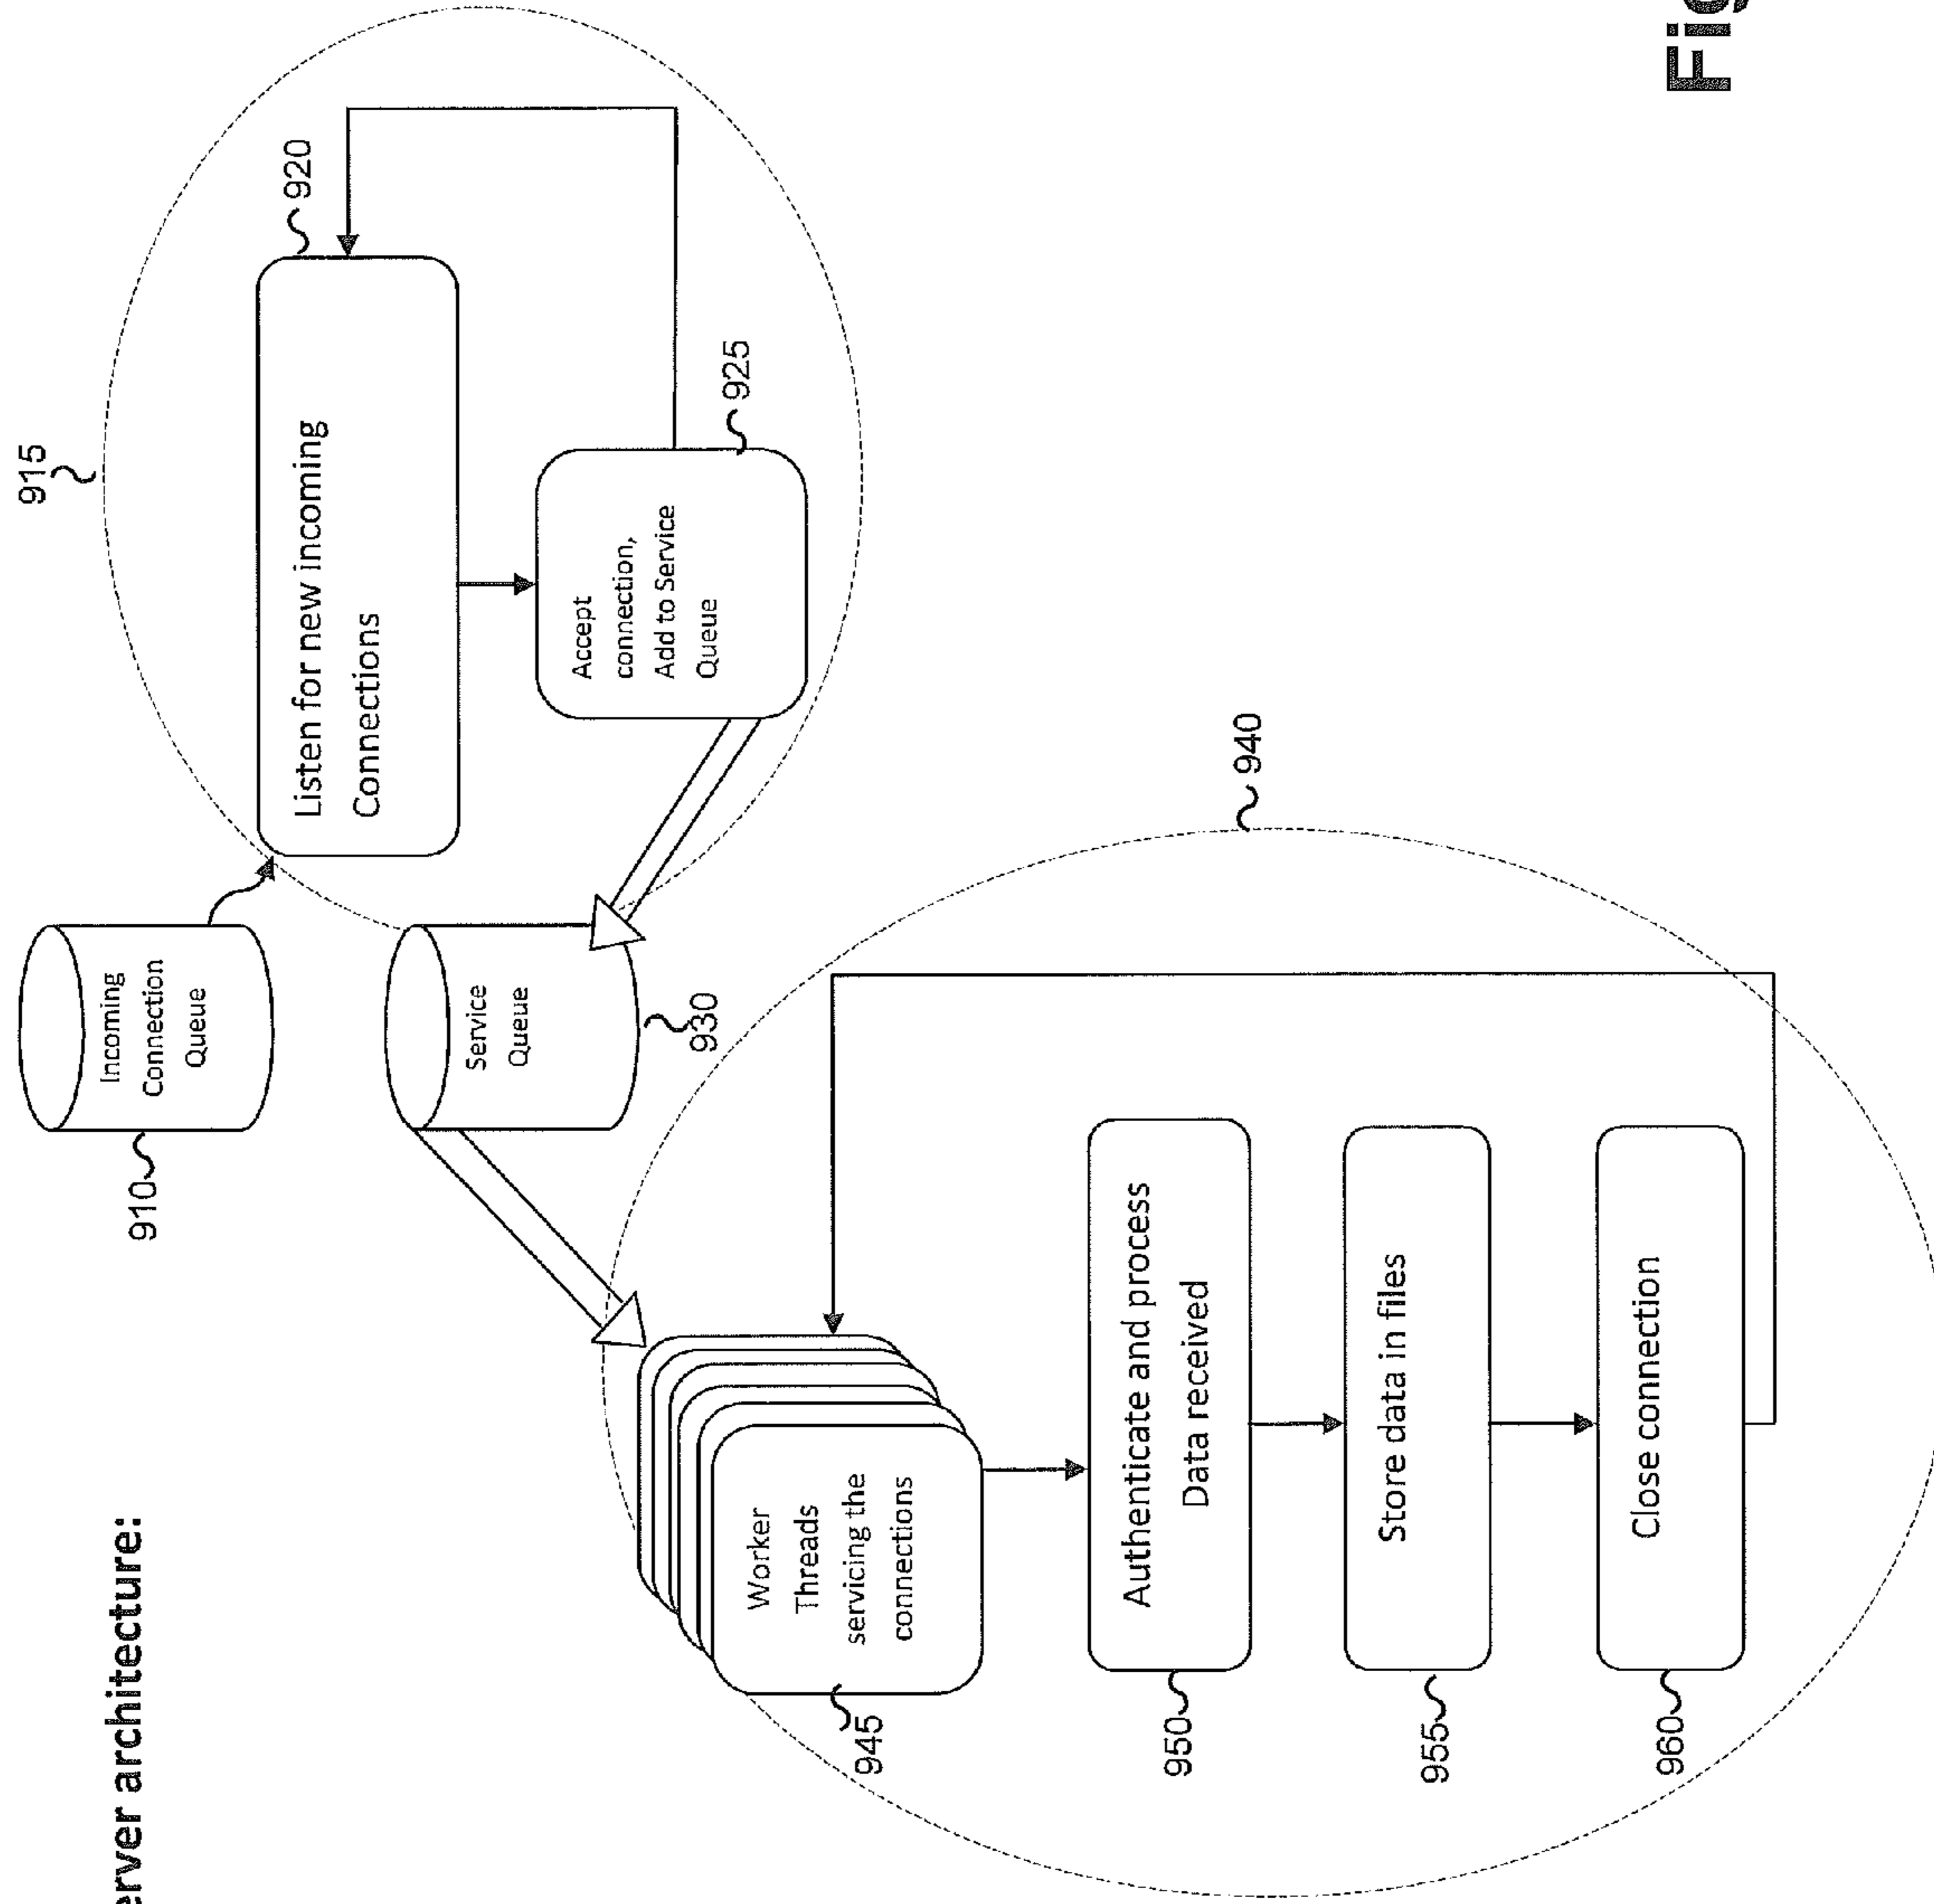 erver architecture:
910
Incoming
Connection
Queue
915
Listen for new incoming
Connections
920
Accept
connection,
Add to Service
Queue
925
Service
Queue
930
940
Worker
Threads
servicing the
connections
945
Authenticate and process
Data received
950
Store data in files
955
Close connection
960
Fig